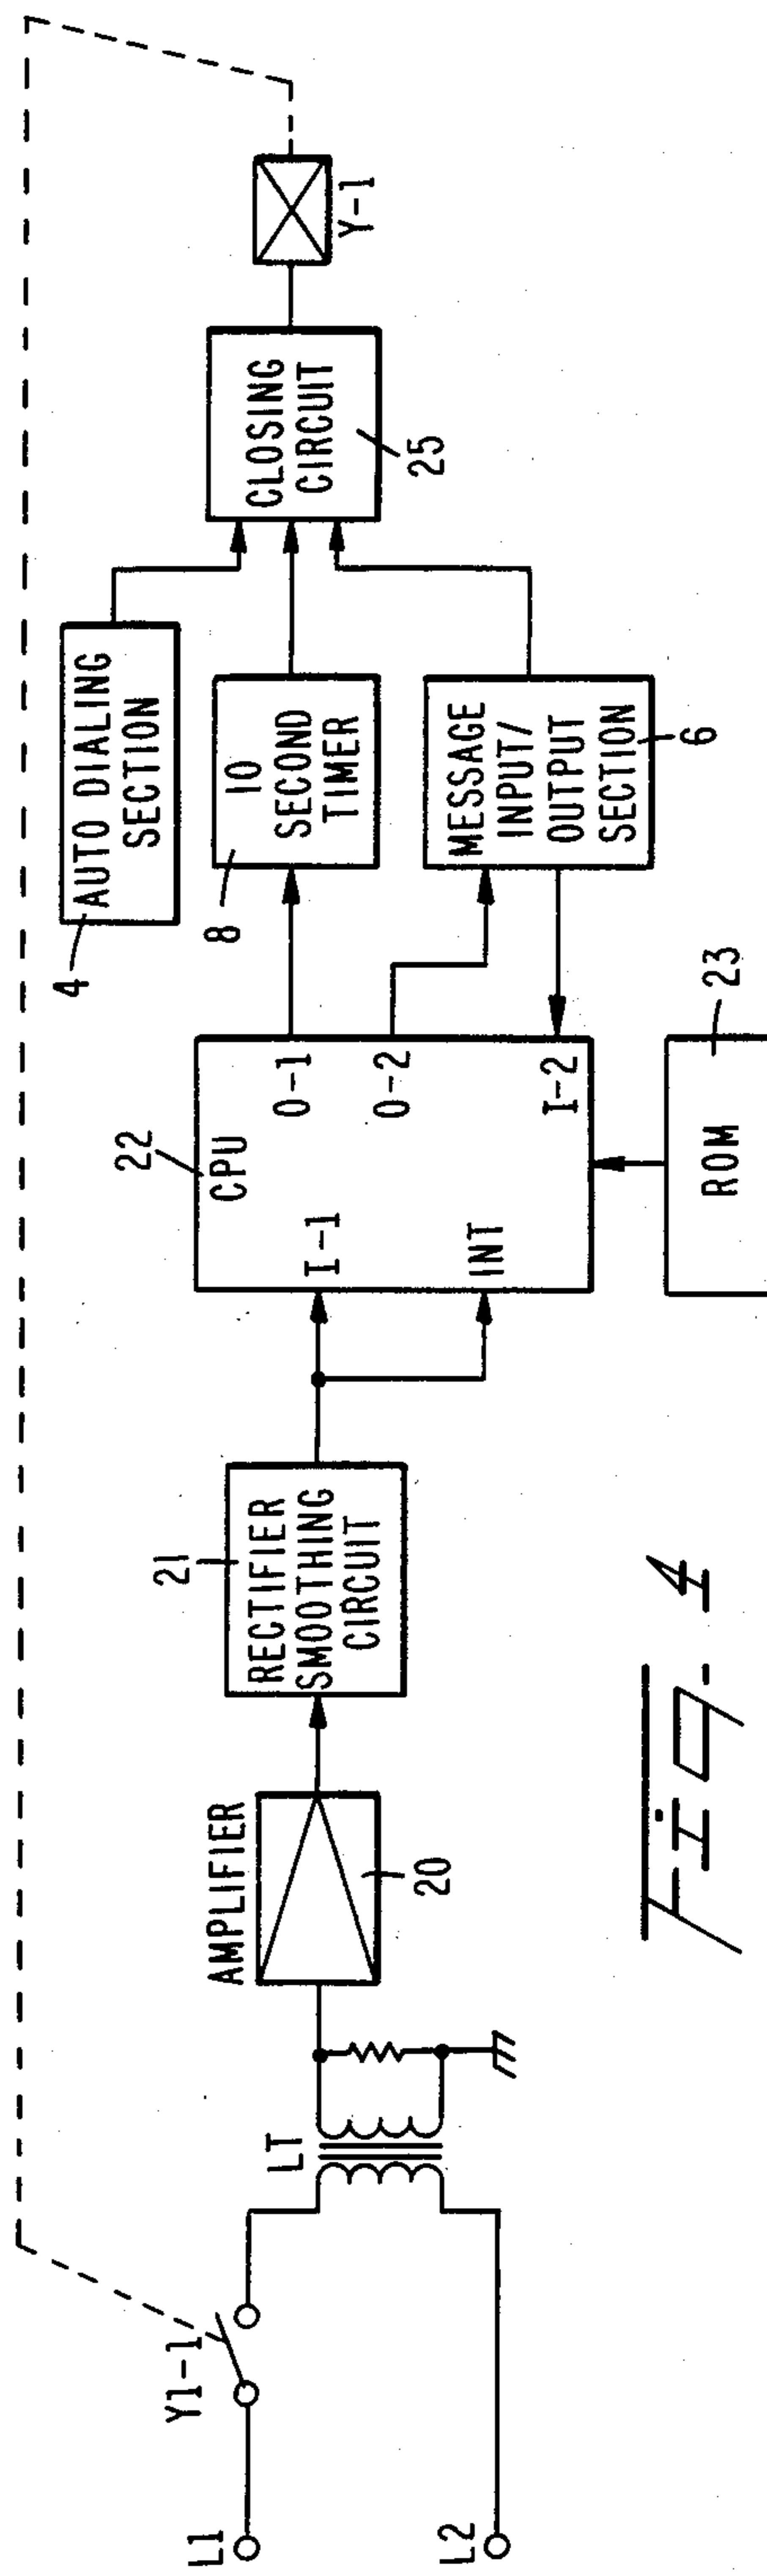 L1
L2
Y1-1
LT
AMPLIFIER
20
21
RECTIFIER
SMOOTHING
CIRCUIT
22
CPU
I-1
INT
O-1
O-2
I-2
ROM
23
4
AUTO DIALING
SECTION
8
10
SECOND
TIMER
MESSAGE
INPUT/
OUTPUT
SECTION
6
CLOSING
CIRCUIT
25
Y-1
Fig. 4